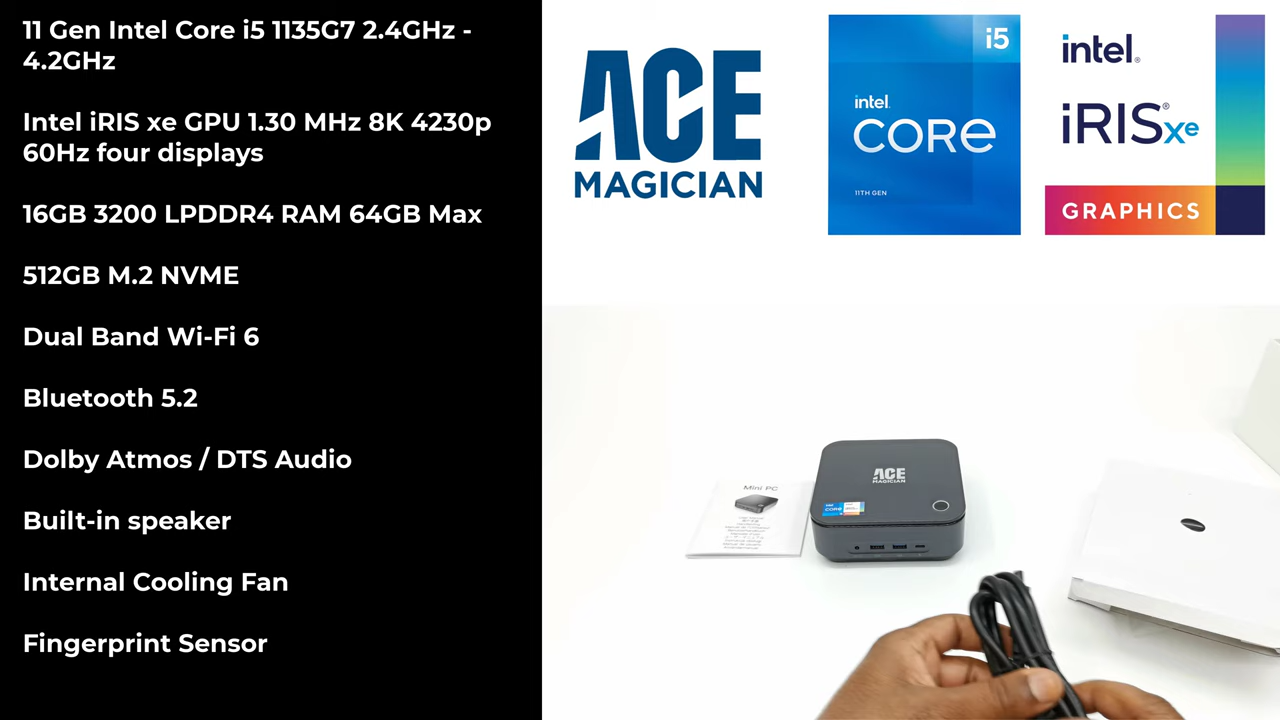 11 Gen Intel Core i5 1135G7 2.4GHz -
4.2GHz
Intel iRIS xe GPU 1.30 MHz 8K 4230p
60Hz four displays
16GB 3200 LPDDR4 RAM 64GB Max
512GB M.2 NVME
Dual Band Wi-Fi 6
Bluetooth 5.2
Dolby Atmos / DTS Audio
Built-in speaker
Internal Cooling Fan
Fingerprint Sensor
ACE
MAGICIAN
i5
intel.
CORE
11TH GEN
intel®
iRIS® xe
GRAPHICS
Mini PC
ACE
MAGICIAN